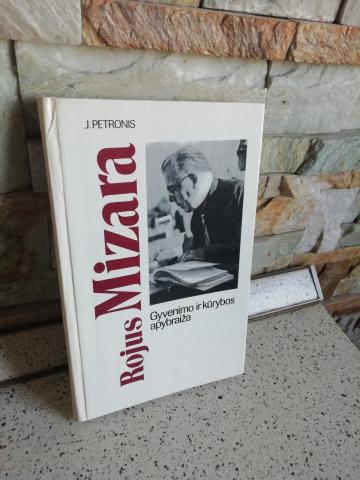 J. PETRONIS
Rojus Mizara
Gyvenimo ir kūrybos
apybraiža